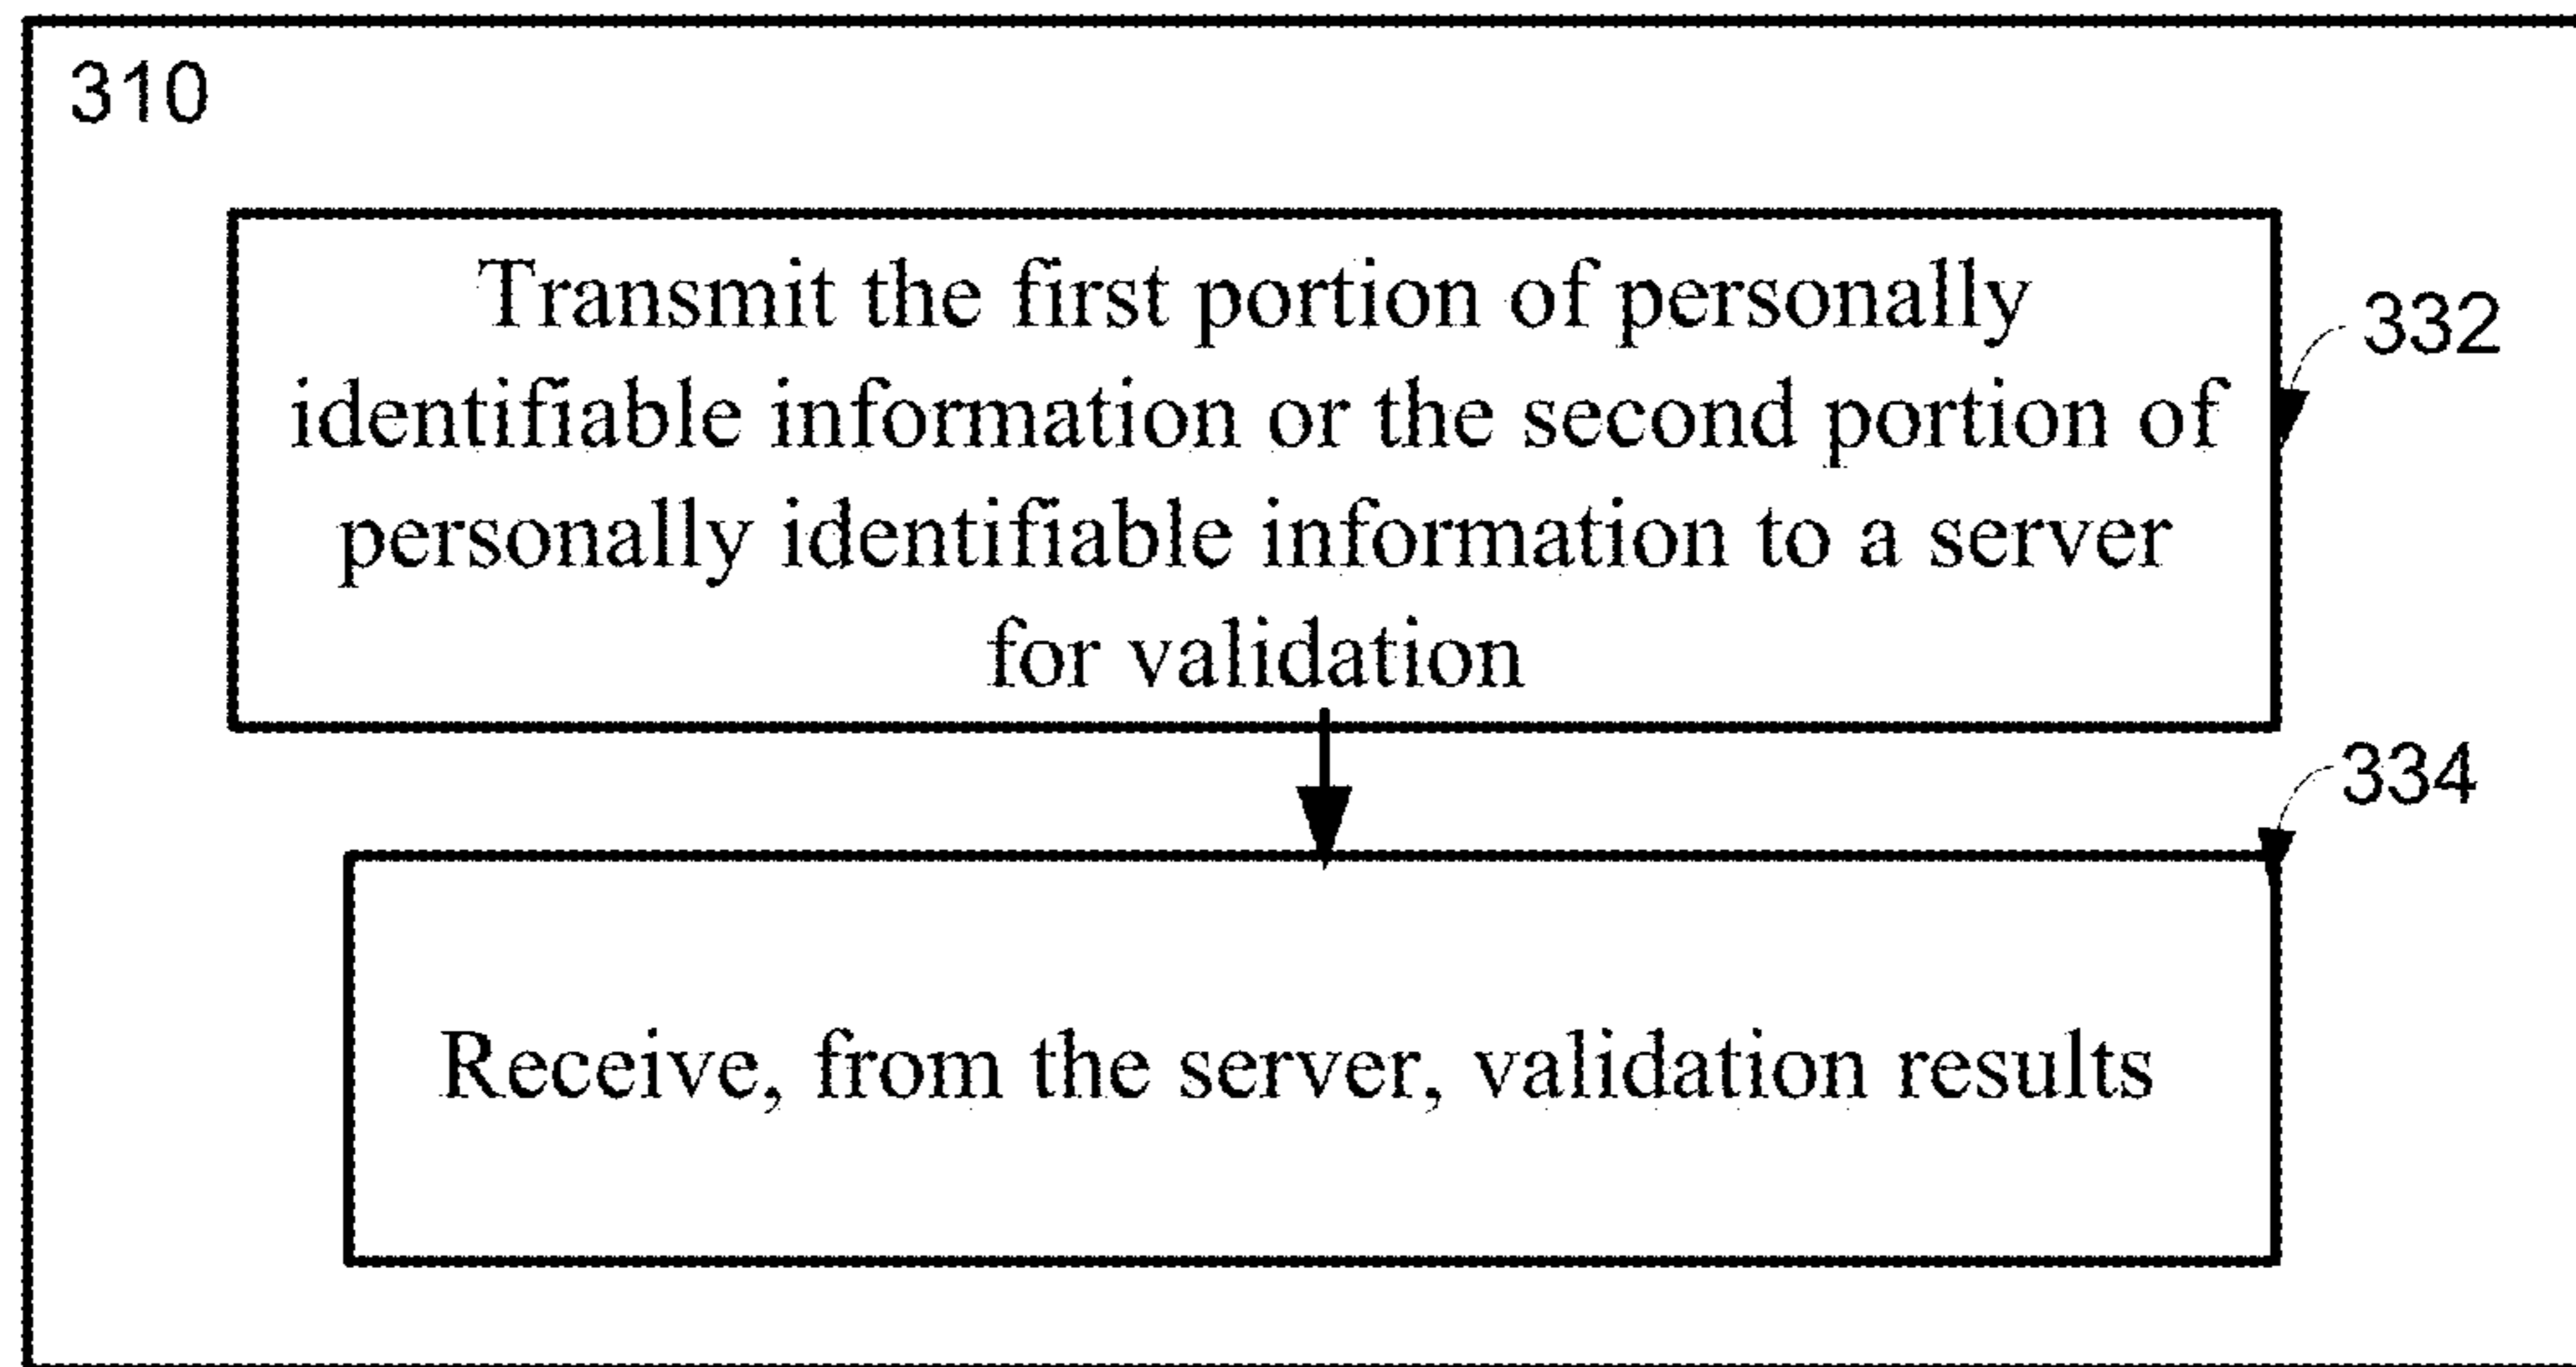 310
Transmit the first portion of personally
identifiable information or the second portion of
personally identifiable information to a server
for validation
332
334
Receive, from the server, validation results